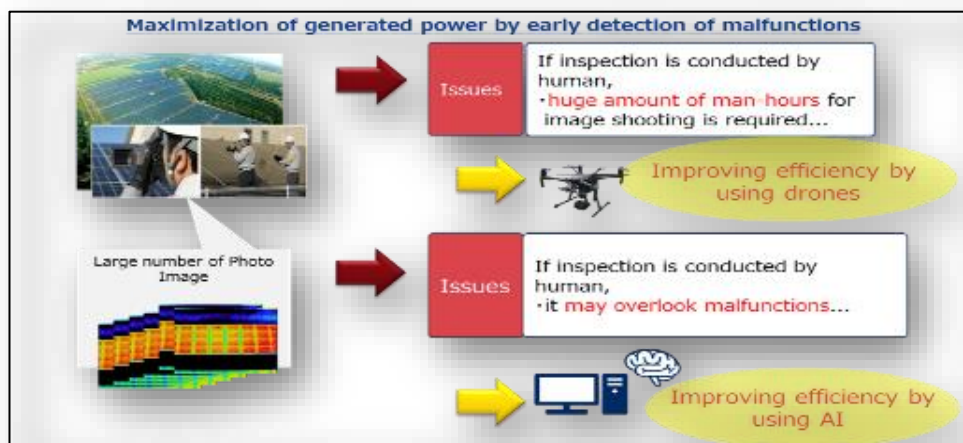 Maximization of generated power by early detection of malfunctions
Issues
If inspection is conducted by
human,
・huge amount of man-hours for
image shooting is required...
Improving efficiency by
using drones
Large number of Photo
Image
Issues
If inspection is conducted by
human,
・it may overlook malfunctions...
Improving efficiency by
using AI